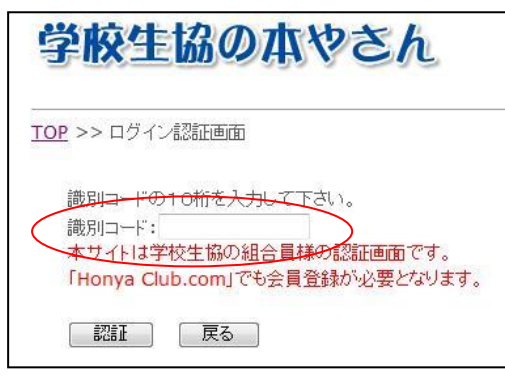 学校生協の本やさん
TOP >> ログイン認証画面
識別コードの10桁を入力して下さい。
識別コード:
本サイトは学校生協の組合員様の認証画面です。
「Honya Club.com」でも会員登録が必要となります。
認証 戻る